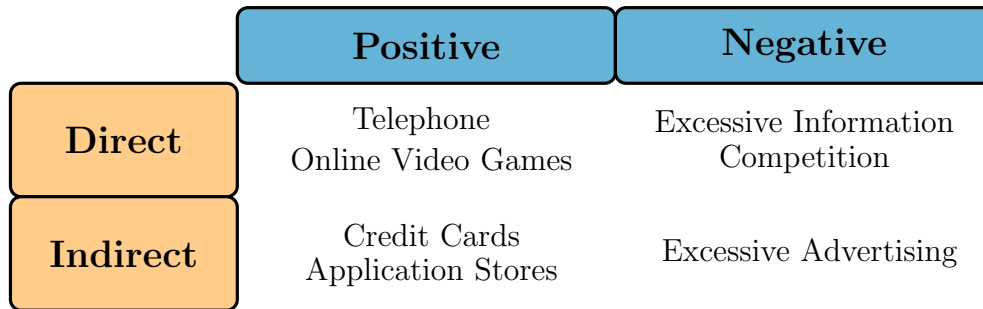 Positive
Negative
Direct
Telephone
Online Video Games
Excessive Information
Competition
Indirect
Credit Cards
Application Stores
Excessive Advertising